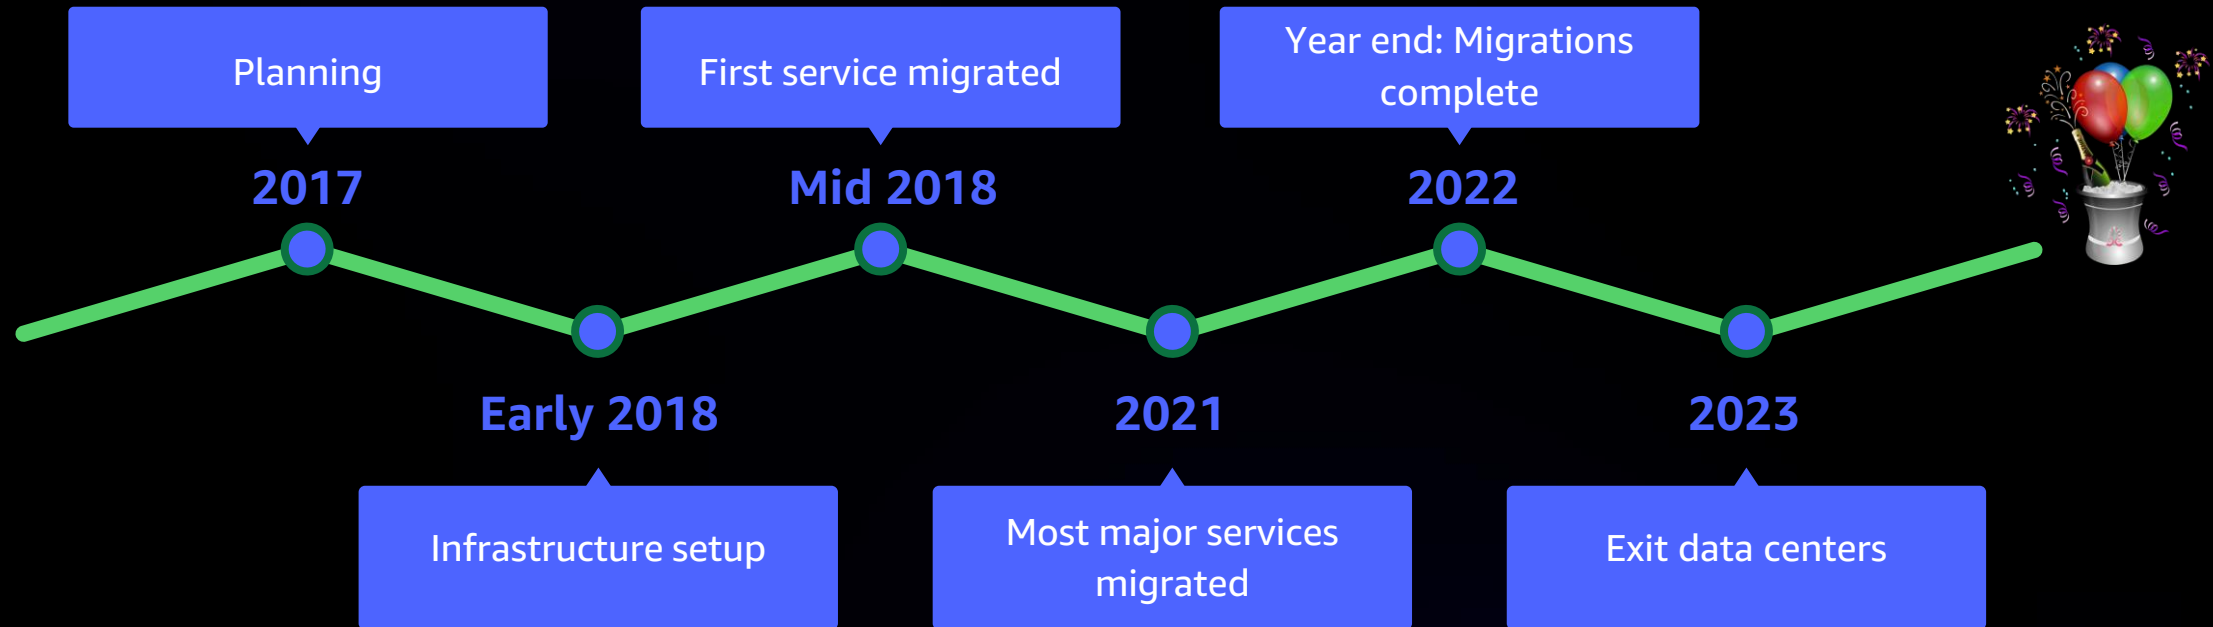 Planning
First service migrated
Year end: Migrations
complete
2017
Mid 2018
2022
Early 2018
2021
2023
Infrastructure setup
Most major services
migrated
Exit data centers